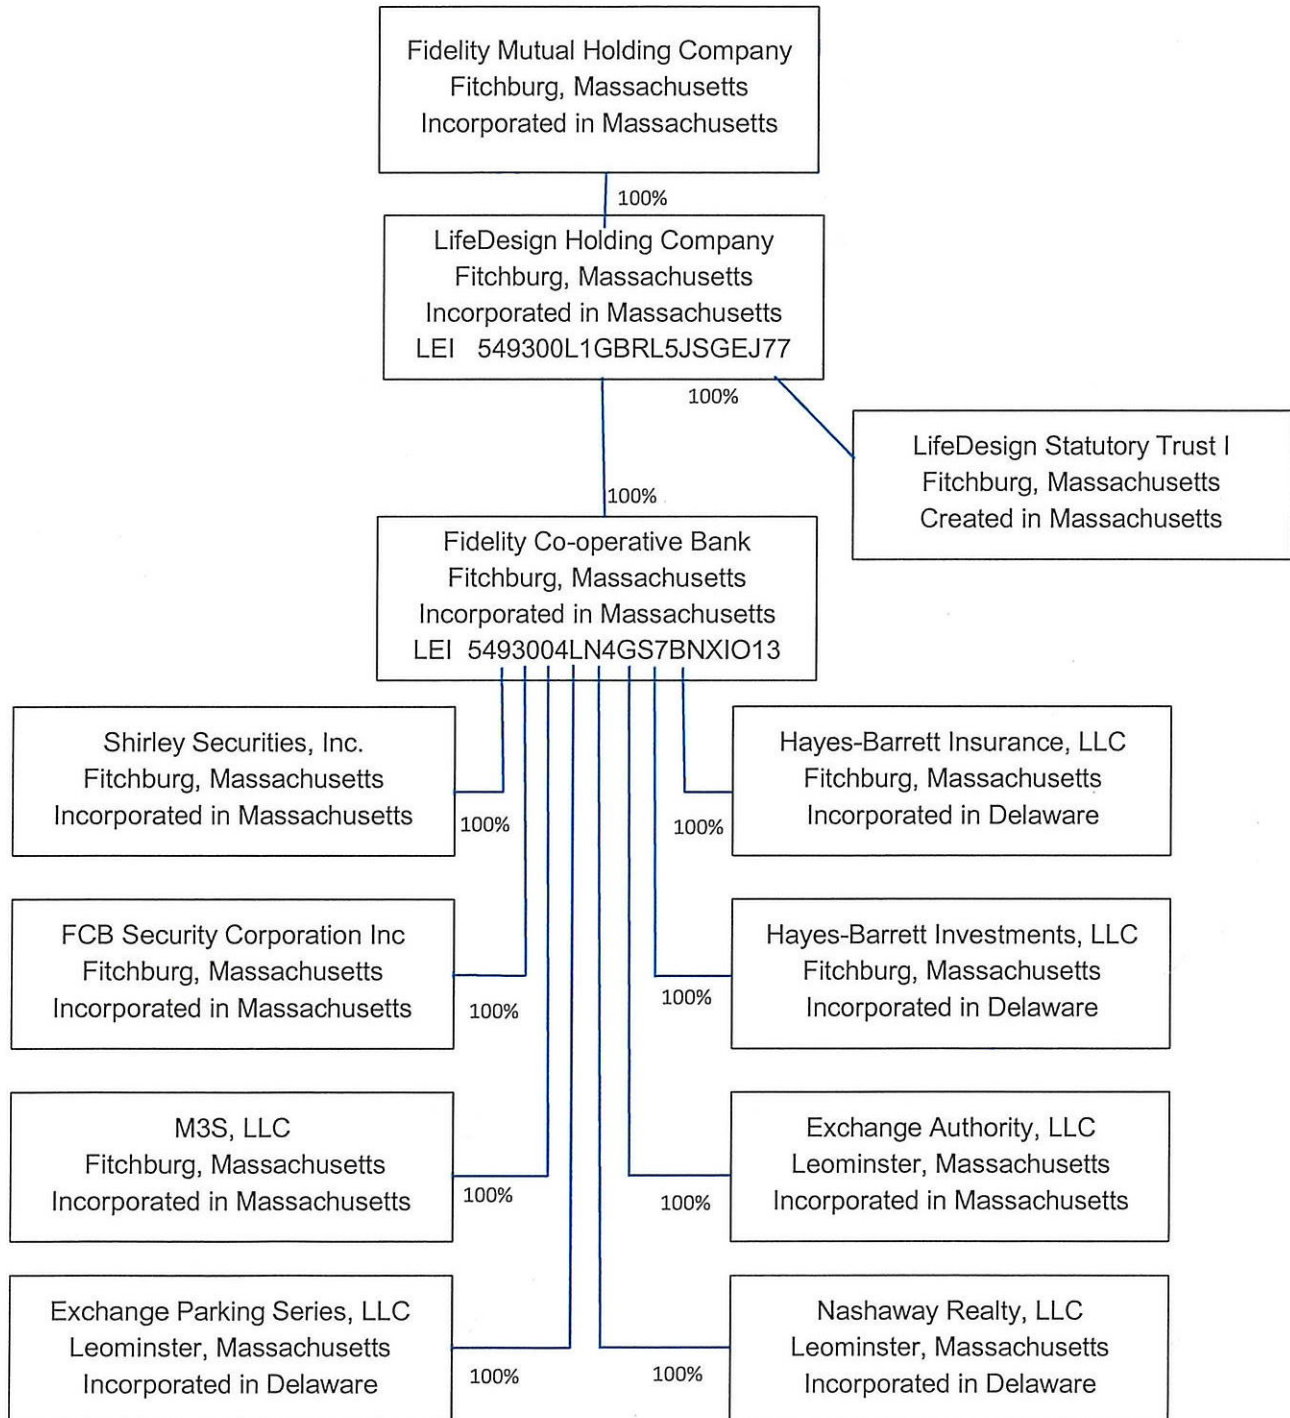 Fidelity Mutual Holding Company
Fitchburg, Massachusetts
Incorporated in Massachusetts
100%
LifeDesign Holding Company
Fitchburg, Massachusetts
Incorporated in Massachusetts
LEI 549300L1GBRL5JSGEJ77
100%
LifeDesign Statutory Trust I
Fitchburg, Massachusetts
Created in Massachusetts
100%
Fidelity Co-operative Bank
Fitchburg, Massachusetts
Incorporated in Massachusetts
LEI 5493004LN4GS7BNXIO13
Shirley Securities, Inc.
Fitchburg, Massachusetts
Incorporated in Massachusetts
100%
Hayes-Barrett Insurance, LLC
Fitchburg, Massachusetts
Incorporated in Delaware
100%
FCB Security Corporation Inc
Fitchburg, Massachusetts
Incorporated in Massachusetts
100%
Hayes-Barrett Investments, LLC
Fitchburg, Massachusetts
Incorporated in Delaware
100%
M3S, LLC
Fitchburg, Massachusetts
Incorporated in Massachusetts
100%
Exchange Authority, LLC
Leominster, Massachusetts
Incorporated in Massachusetts
100%
Exchange Parking Series, LLC
Leominster, Massachusetts
Incorporated in Delaware
100%
Nashaway Realty, LLC
Leominster, Massachusetts
Incorporated in Delaware
100%